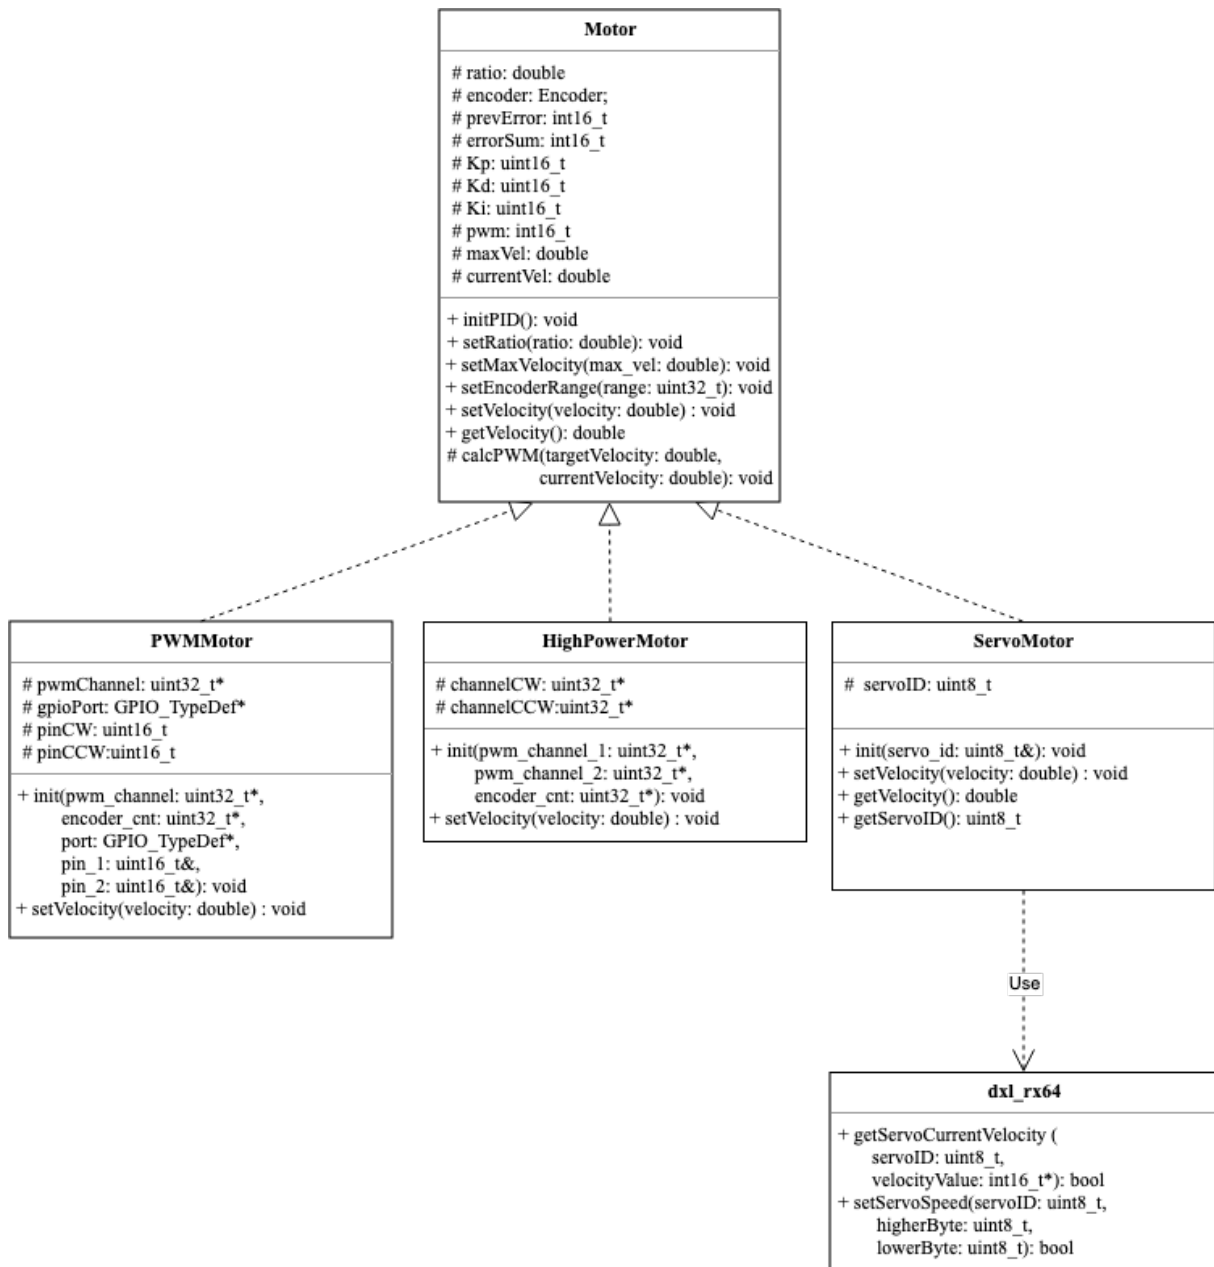 Motor
# ratio: double
# encoder: Encoder;
# prevError: int16_t
# errorSum: int16_t
# Kp: uint16_t
# Kd: uint16_t
# Ki: uint16_t
# pwm: int16_t
# maxVel: double
# currentVel: double
+ initPID(): void
+ setRatio(ratio: double): void
+ setMaxVelocity(max_vel: double): void
+ setEncoderRange(range: uint32_t): void
+ setVelocity(velocity: double) : void
+ getVelocity(): double
# calcPWM(targetVelocity: double,
currentVelocity: double): void
PWMMotor
# pwmChannel: uint32_t*
# gpioPort: GPIO_TypeDef*
# pinCW: uint16_t
# pinCCW:uint16_t
+ init(pwm_channel: uint32_t*,
encoder_cnt: uint32_t*,
port: GPIO_TypeDef*,
pin_1: uint16_t&,
pin_2: uint16_t&): void
+ setVelocity(velocity: double) : void
HighPowerMotor
# channelCW: uint32_t*
# channelCCW:uint32_t*
+ init(pwm_channel_1: uint32_t*,
pwm_channel_2: uint32_t*,
encoder_cnt: uint32_t*): void
+ setVelocity(velocity: double) : void
ServoMotor
# servoID: uint8_t
+ init(servo_id: uint8_t&): void
+ setVelocity(velocity: double) : void
+ getVelocity(): double
+ getServoID(): uint8_t
Use
dxl_rx64
+ getServoCurrentVelocity (
servoID: uint8_t,
velocityValue: int16_t*): bool
+ setServoSpeed(servoID: uint8_t,
higherByte: uint8_t,
lowerByte: uint8_t): bool